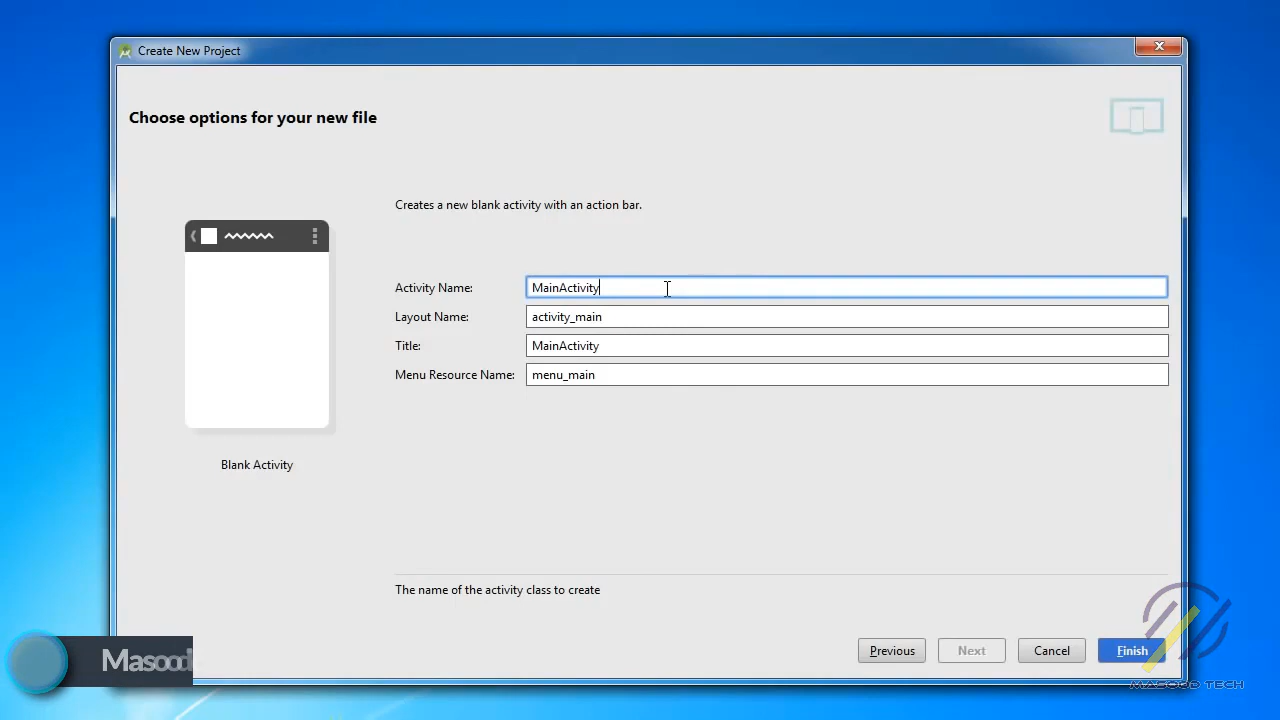 Create New Project
Choose options for your new file
Creates a new blank activity with an action bar.
Activity Name: MainActivity
Layout Name: activity_main
Title: MainActivity
Menu Resource Name: menu_main
Blank Activity
The name of the activity class to create
Previous Next Cancel Finish
MASOOD TECH